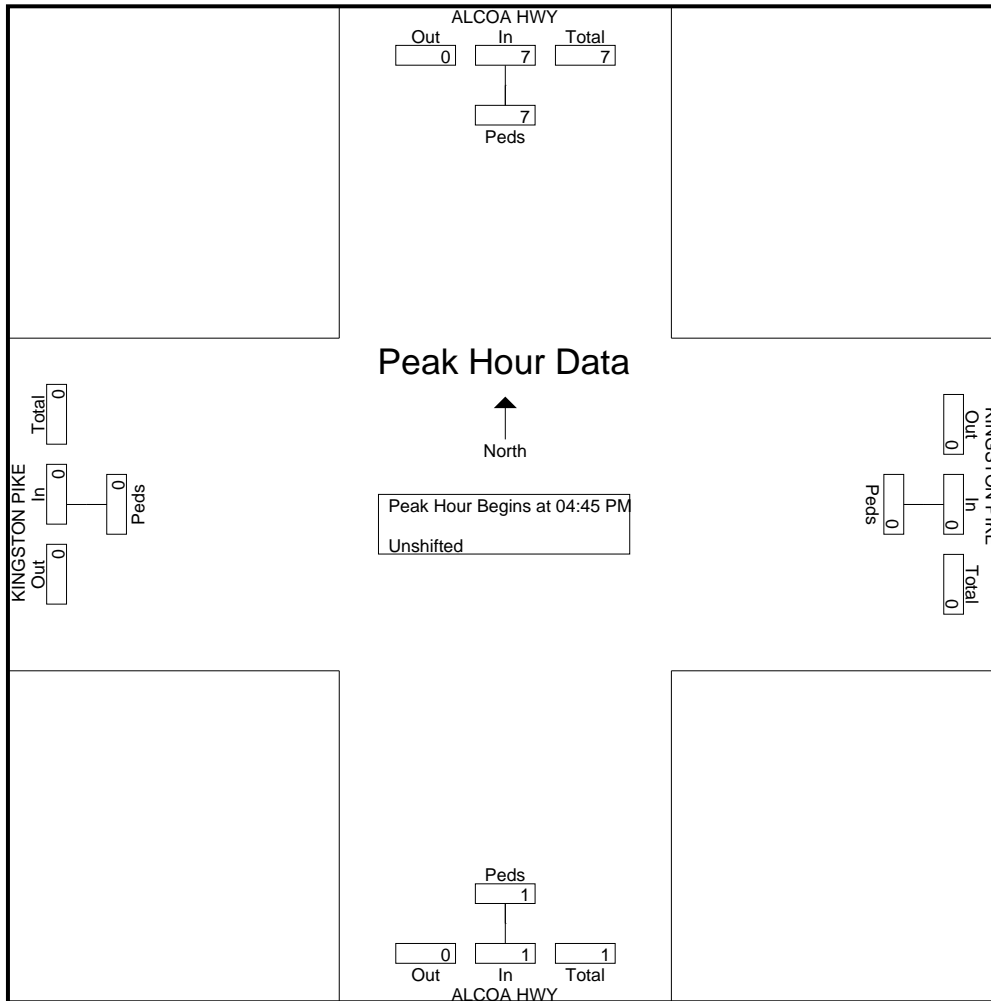 ALCOA HWY
Out In Total
0 7 7
7
Peds
Peak Hour Data
North
Peak Hour Begins at 04:45 PM
Unshifted
KINGSTON PIKE
Out In Total
0 0 0
0
Peds
KINGSTON PIKE
Out In Total
0 0 0
0
Peds
Peds
1
0 1 1
Out In Total
ALCOA HWY